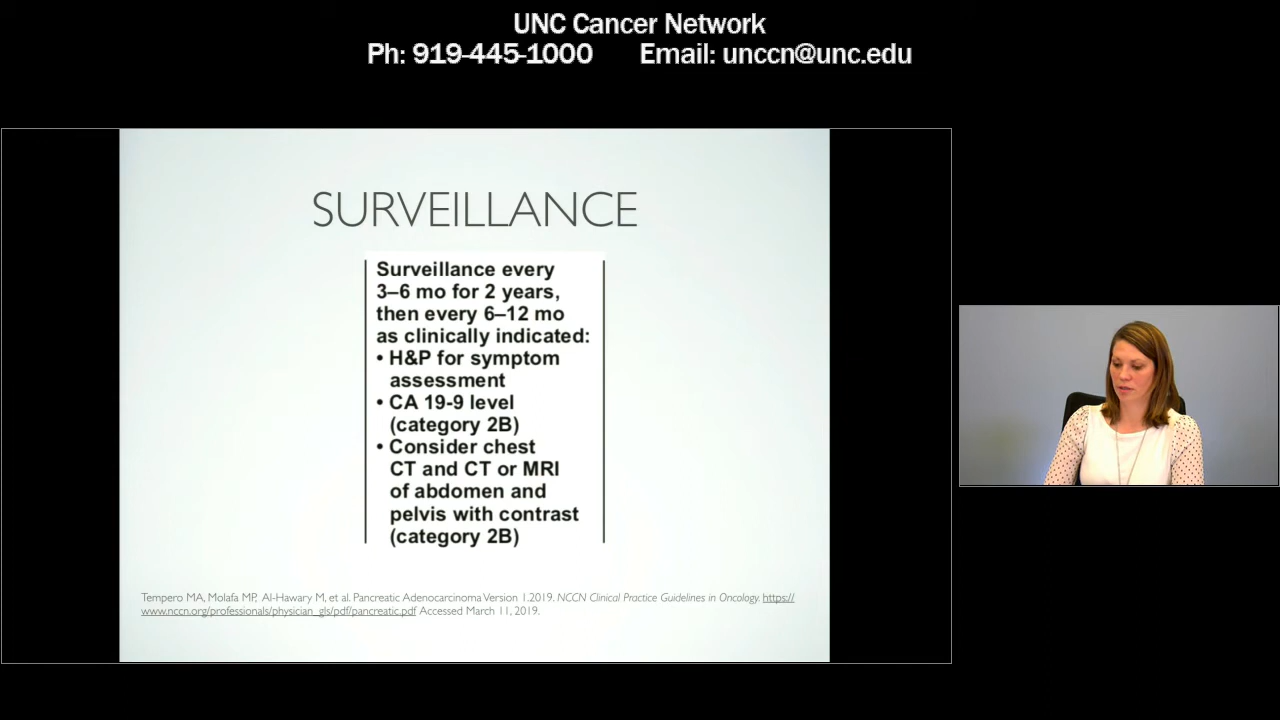 UNC Cancer Network
Ph: 919-445-1000 Email: unccn@unc.edu
SURVEILLANCE
Surveillance every
3–6 mo for 2 years,
then every 6–12 mo
as clinically indicated:
• H&P for symptom
assessment
• CA 19-9 level
(category 2B)
• Consider chest
CT and CT or MRI
of abdomen and
pelvis with contrast
(category 2B)
Tempero MA, Molafa MP, Al-Hawary M, et al. Pancreatic Adenocarcinoma Version 1.2019. NCCN Clinical Practice Guidelines in Oncology. https://
www.nccn.org/professionals/physician_gls/pdf/pancreatic.pdf Accessed March 11, 2019.